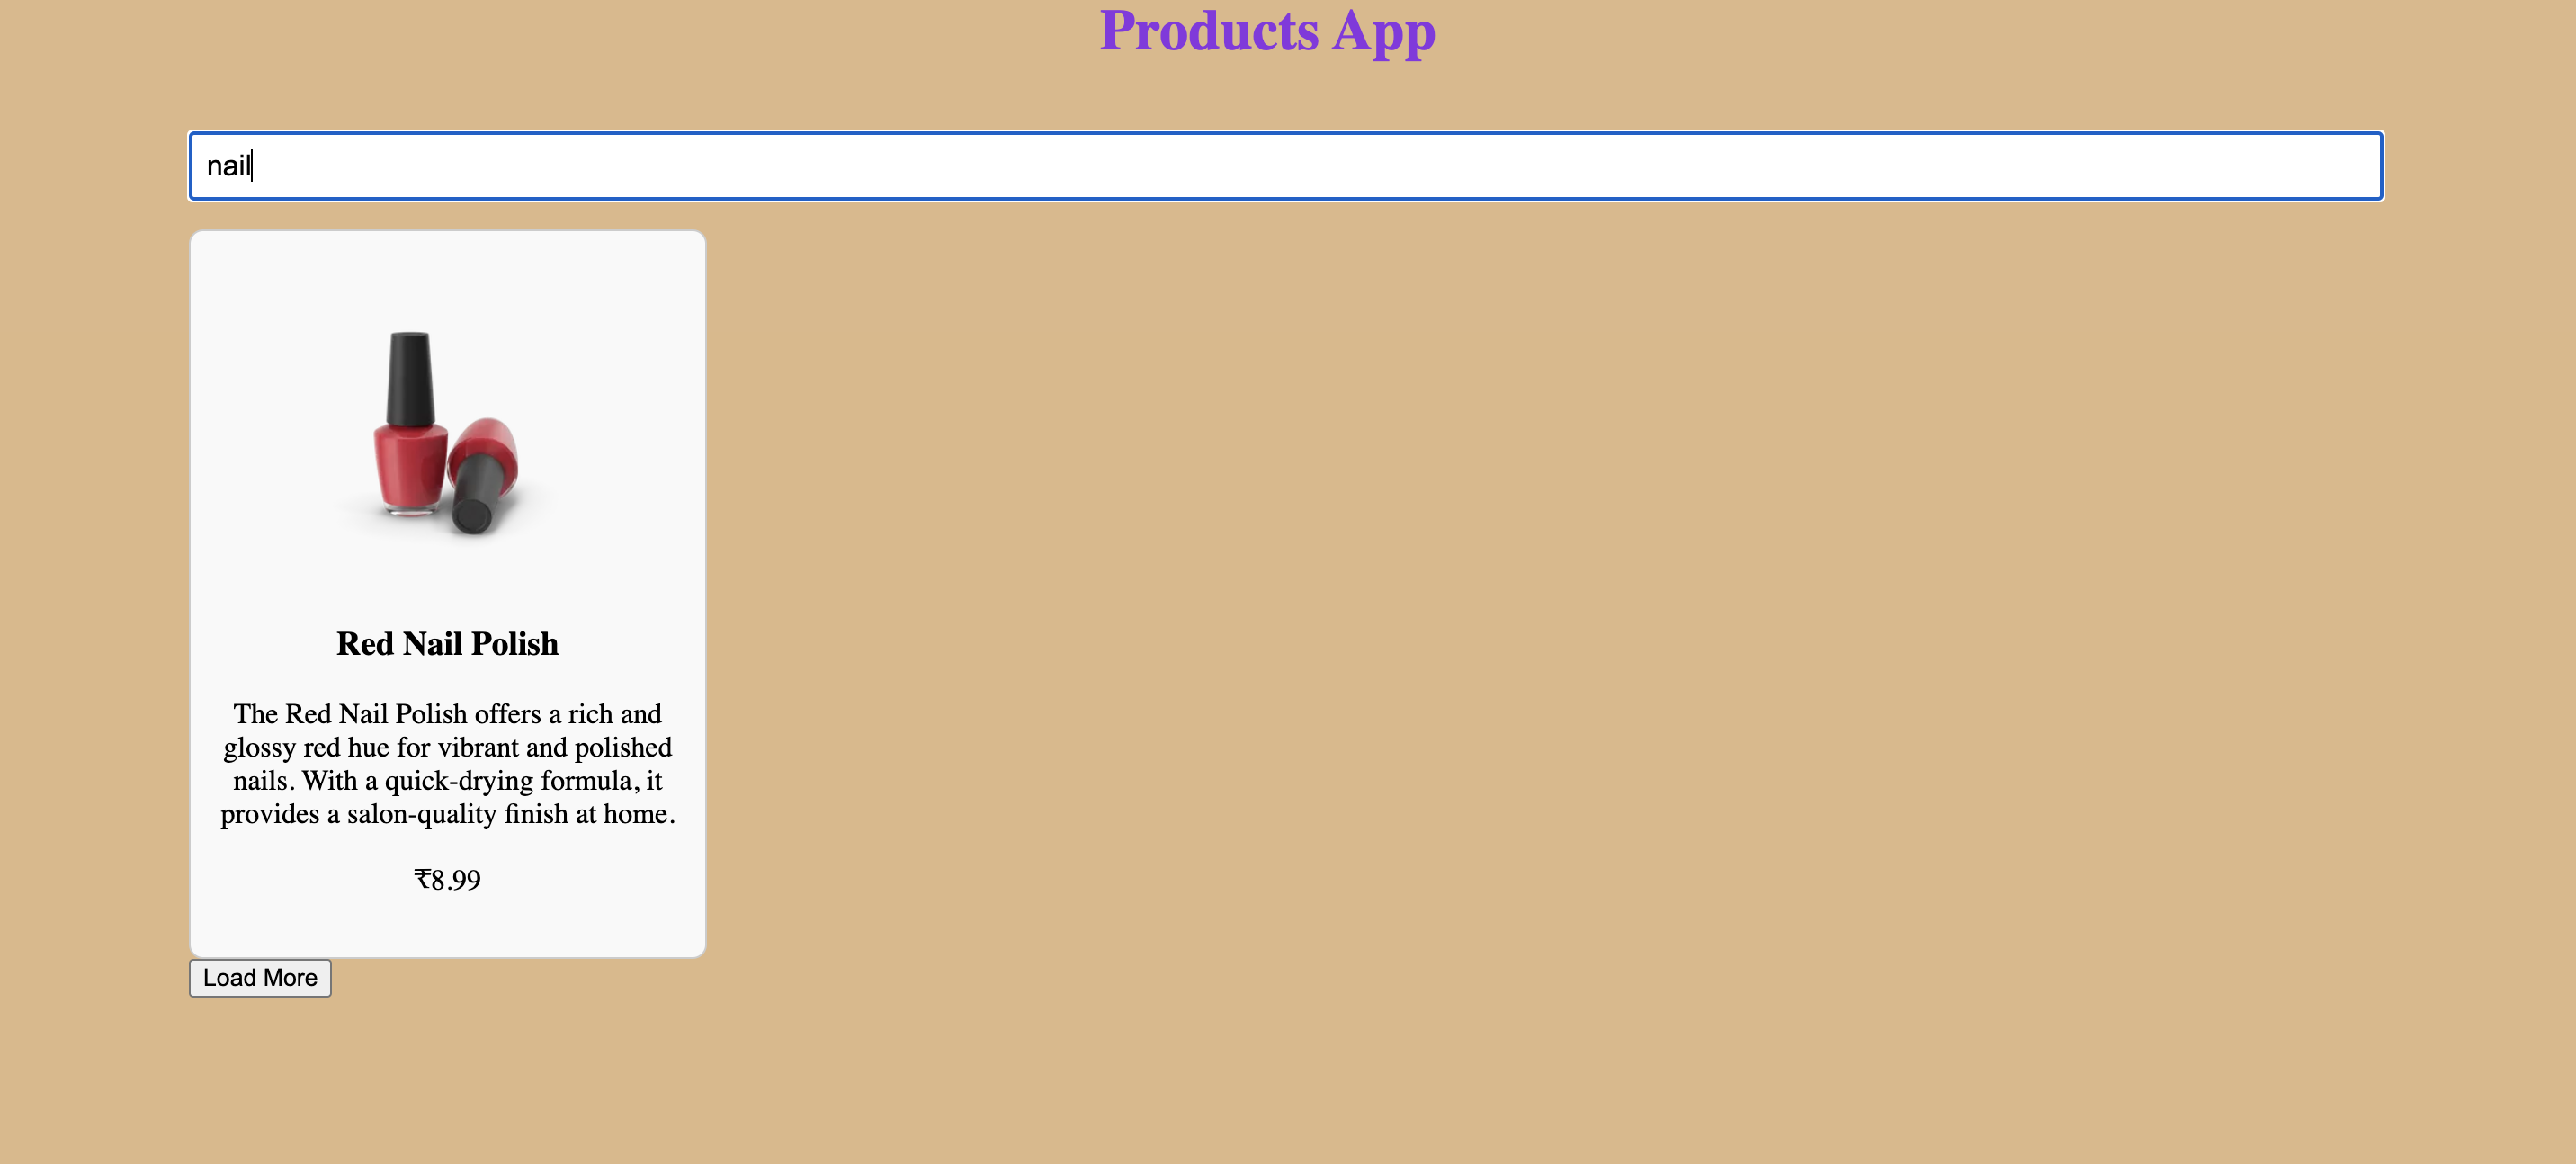 Products App
nail
Red Nail Polish
The Red Nail Polish offers a rich and
glossy red hue for vibrant and polished
nails. With a quick-drying formula, it
provides a salon-quality finish at home.
₹8.99
Load More